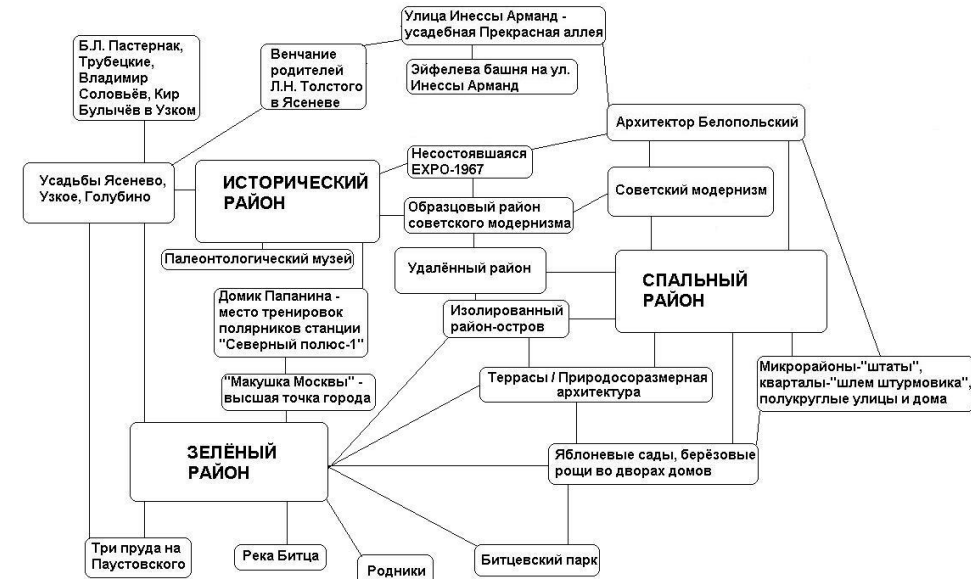 Улица Инессы Арманд -
усадебная Прекрасная аллея
Б.Л. Пастернак,
Трубецкие,
Владимир
Соловьёв, Кир
Булычёв в Узком
Венчание
родителей
Л.Н. Толстого
в Ясеневе
Эйфелева башня на ул.
Инессы Арманд
Архитектор Белопольский
Несостоявшаяся
EXPO-1967
Усадьбы Ясенево,
Узкое, Голубино
ИСТОРИЧЕСКИЙ
РАЙОН
Советский модернизм
Образцовый район
советского модернизма
Палеонтологический музей
Удалённый район
СПАЛЬНЫЙ
РАЙОН
Домик Папанина -
место тренировок
полярников станции
"Северный полюс-1"
Изолированный
район-остров
"Макушка Москвы" -
высшая точка города
Террасы / Природосоразмерная
архитектура
Микрорайоны-"штаты",
кварталы-"шлем штурмовика",
полукруглые улицы и дома
ЗЕЛЁНЫЙ
РАЙОН
Яблоневые сады, берёзовые
рощи во дворах домов
Три пруда на
Паустовского
Река Битца
Родники
Битцевский парк